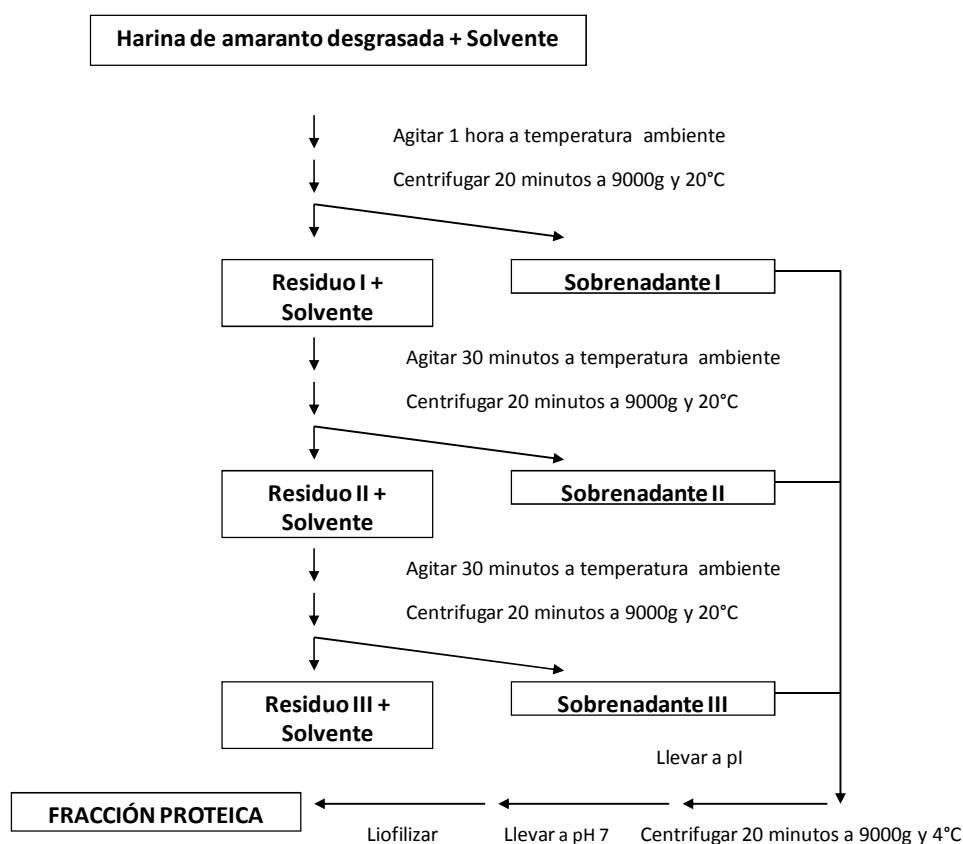 Harina de amaranto desgrasada + Solvente
Agitar 1 hora a temperatura ambiente
Centrifugar 20 minutos a 9000g y 20°C
Residuo I +
Solvente
Sobrenadante I
Agitar 30 minutos a temperatura ambiente
Centrifugar 20 minutos a 9000g y 20°C
Residuo II +
Solvente
Sobrenadante II
Agitar 30 minutos a temperatura ambiente
Centrifugar 20 minutos a 9000g y 20°C
Residuo III +
Solvente
Sobrenadante III
Llevar a pI
FRACCIÓN PROTEICA
Liofilizar
Llevar a pH 7
Centrifugar 20 minutos a 9000g y 4°C